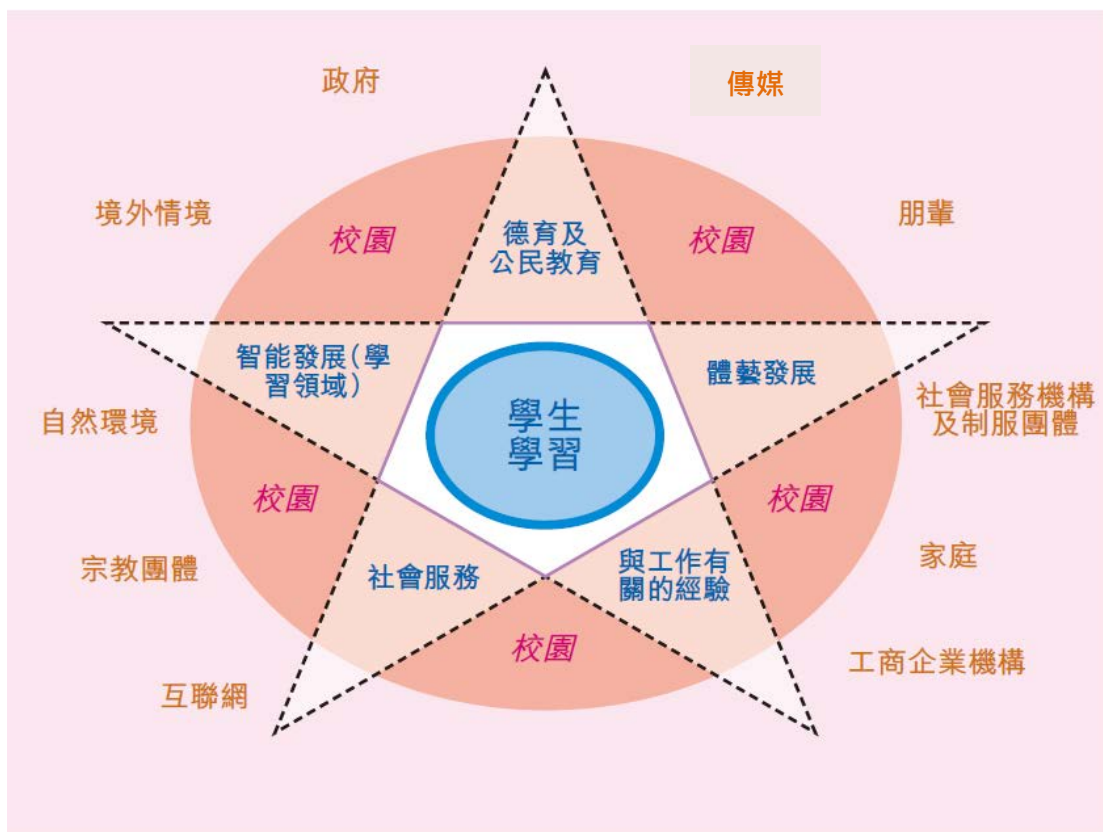 政府
傳媒
境外情境
朋輩
校園
德育及
公民教育
校園
智能發展(學
習領域)
體藝發展
自然環境
學生
學習
社會服務機構
及制服團體
校園
校園
宗教團體
社會服務
與工作有
關的經驗
家庭
校園
互聯網
工商企業機構